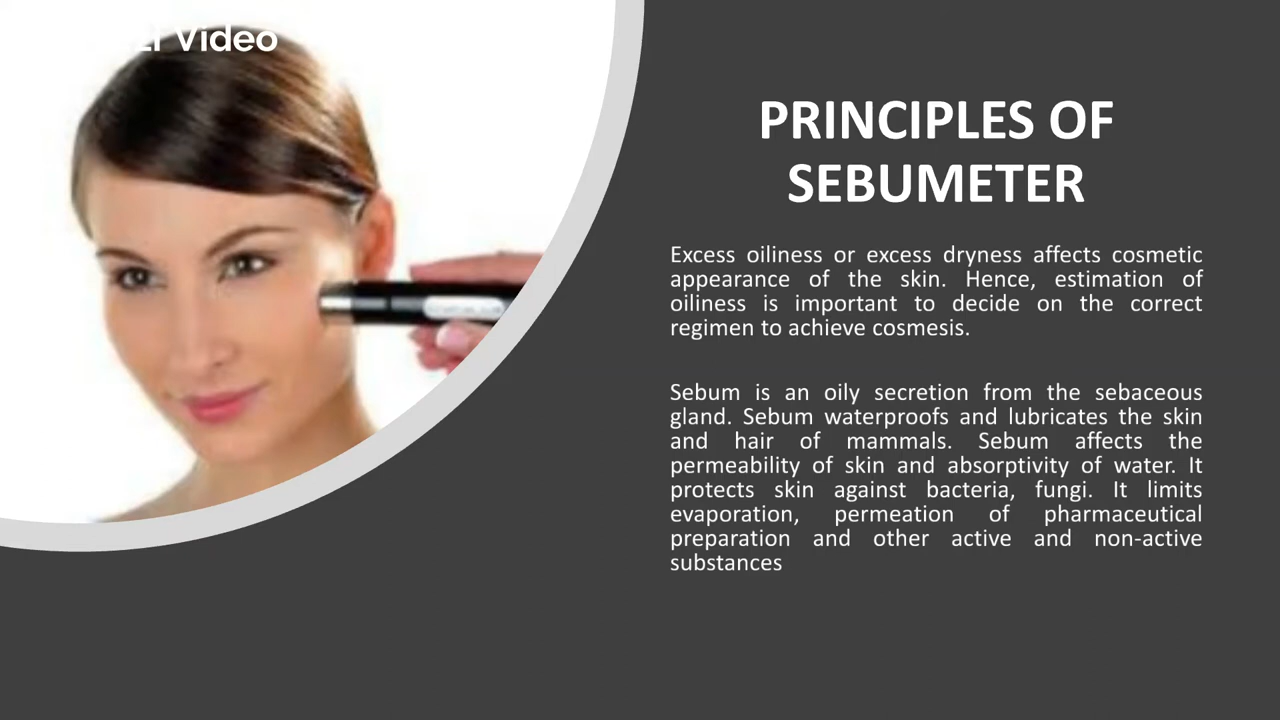 Video
PRINCIPLES OF
SEBUMETER
Excess oiliness or excess dryness affects cosmetic
appearance of the skin. Hence, estimation of
oiliness is important to decide on the correct
regimen to achieve cosmesis.
Sebum is an oily secretion from the sebaceous
gland. Sebum waterproofs and lubricates the skin
and hair of mammals. Sebum affects the
permeability of skin and absorptivity of water. It
protects skin against bacteria, fungi. It limits
evaporation, permeation of pharmaceutical
preparation and other active and non-active
substances